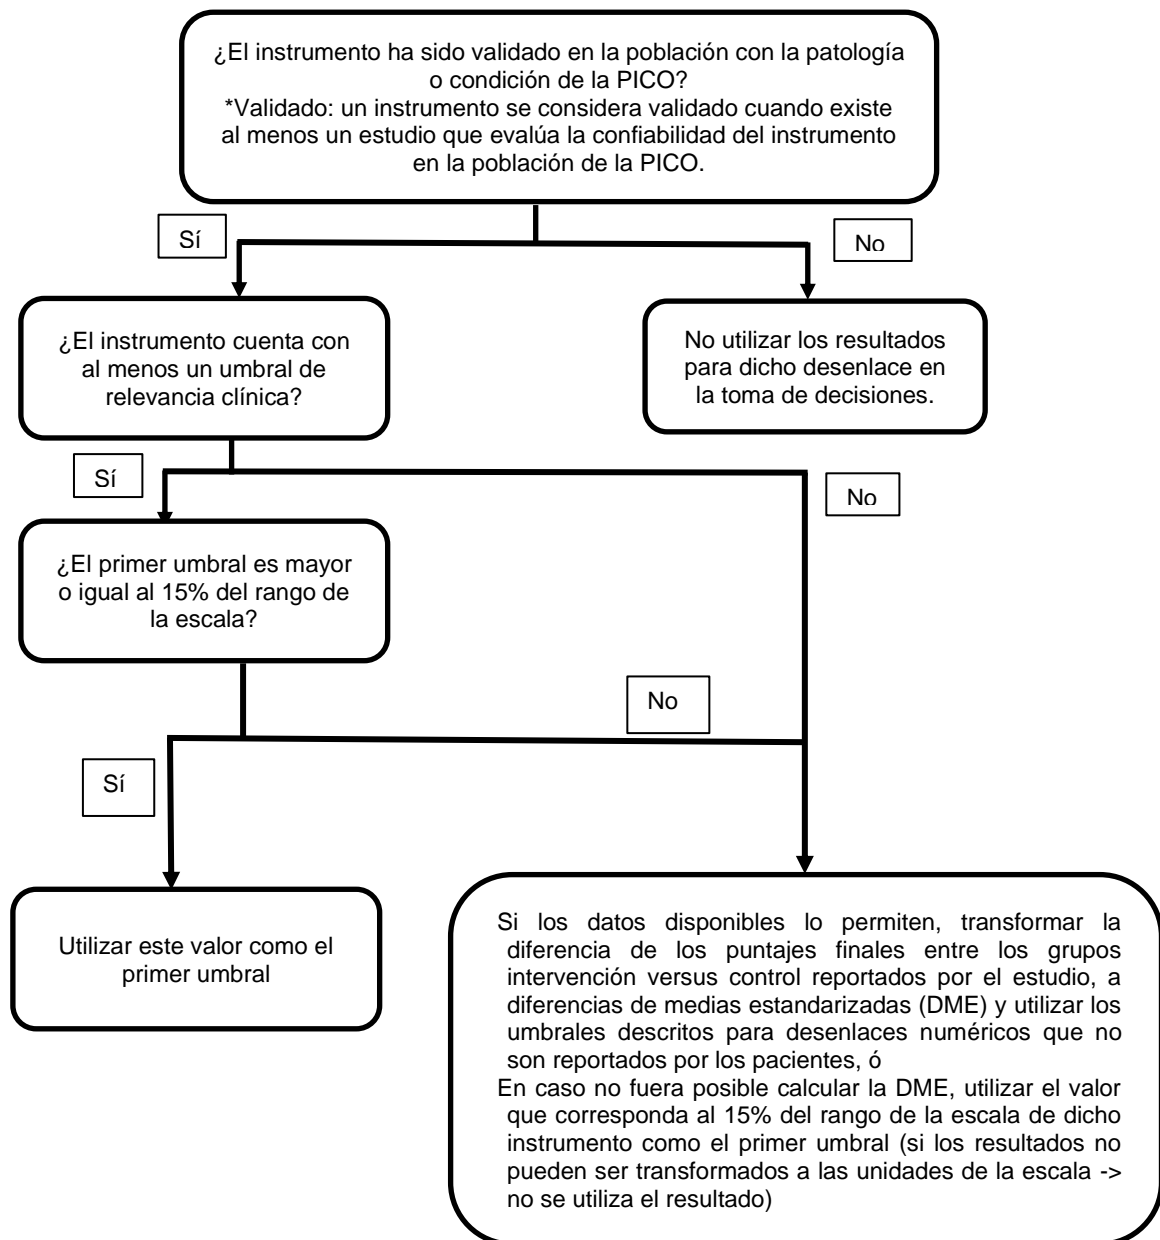 ¿El instrumento ha sido validado en la población con la patología
o condición de la PICO?
*Validado: un instrumento se considera validado cuando existe
al menos un estudio que evalúa la confiabilidad del instrumento
en la población de la PICO.
Sí
No
¿El instrumento cuenta con
al menos un umbral de
relevancia clínica?
No utilizar los resultados
para dicho desenlace en
la toma de decisiones.
Sí
No
¿El primer umbral es mayor
o igual al 15% del rango de
la escala?
No
Sí
Utilizar este valor como el
primer umbral
Si los datos disponibles lo permiten, transformar la
diferencia de los puntajes finales entre los grupos
intervención versus control reportados por el estudio, a
diferencias de medias estandarizadas (DME) y utilizar los
umbrales descritos para desenlaces numéricos que no
son reportados por los pacientes, ó
En caso no fuera posible calcular la DME, utilizar el valor
que corresponda al 15% del rango de la escala de dicho
instrumento como el primer umbral (si los resultados no
pueden ser transformados a las unidades de la escala ->
no se utiliza el resultado)